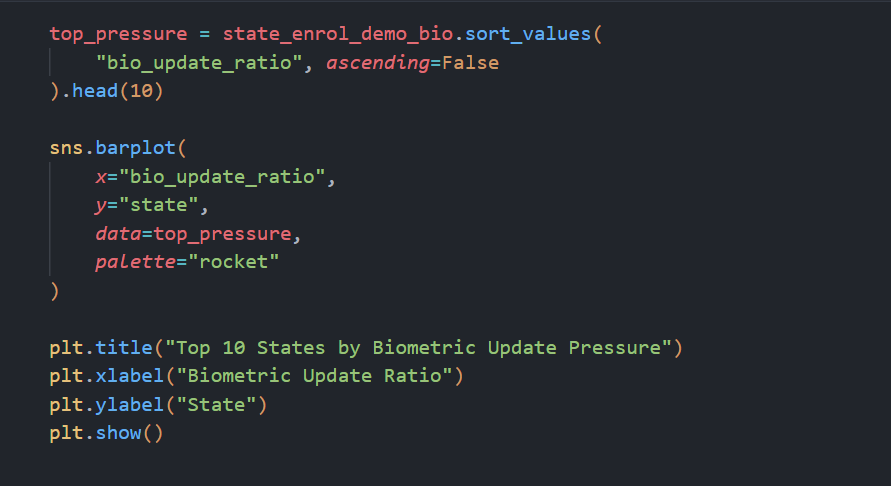 top_pressure = state_enrol_demo_bio.sort_values(
    "bio_update_ratio", ascending=False
).head(10)

sns.barplot(
    x="bio_update_ratio",
    y="state",
    data=top_pressure,
    palette="rocket"
)

plt.title("Top 10 States by Biometric Update Pressure")
plt.xlabel("Biometric Update Ratio")
plt.ylabel("State")
plt.show()